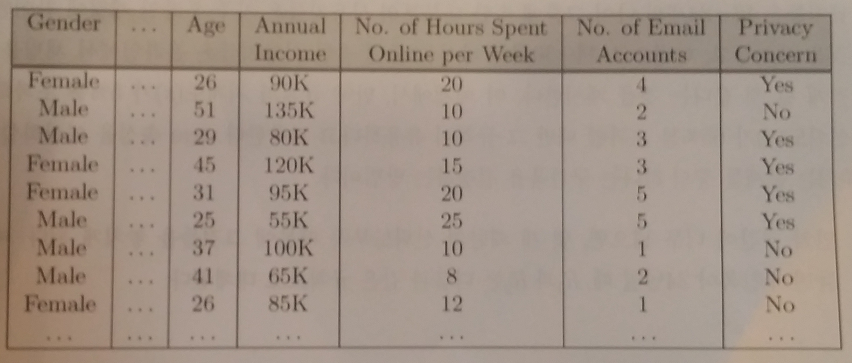 Gender ... Age Annual Income No. of Hours Spent Online per Week No. of Email Accounts Privacy Concern
Female ... 26 90K 20 4 Yes
Male ... 51 135K 10 2 No
Male ... 29 80K 10 3 Yes
Female ... 45 120K 15 3 Yes
Female ... 31 95K 20 5 Yes
Male ... 25 55K 25 5 Yes
Male ... 37 100K 10 1 No
Male ... 41 65K 8 2 No
Female ... 26 85K 12 1 No
... ... ... ... ... ... ...